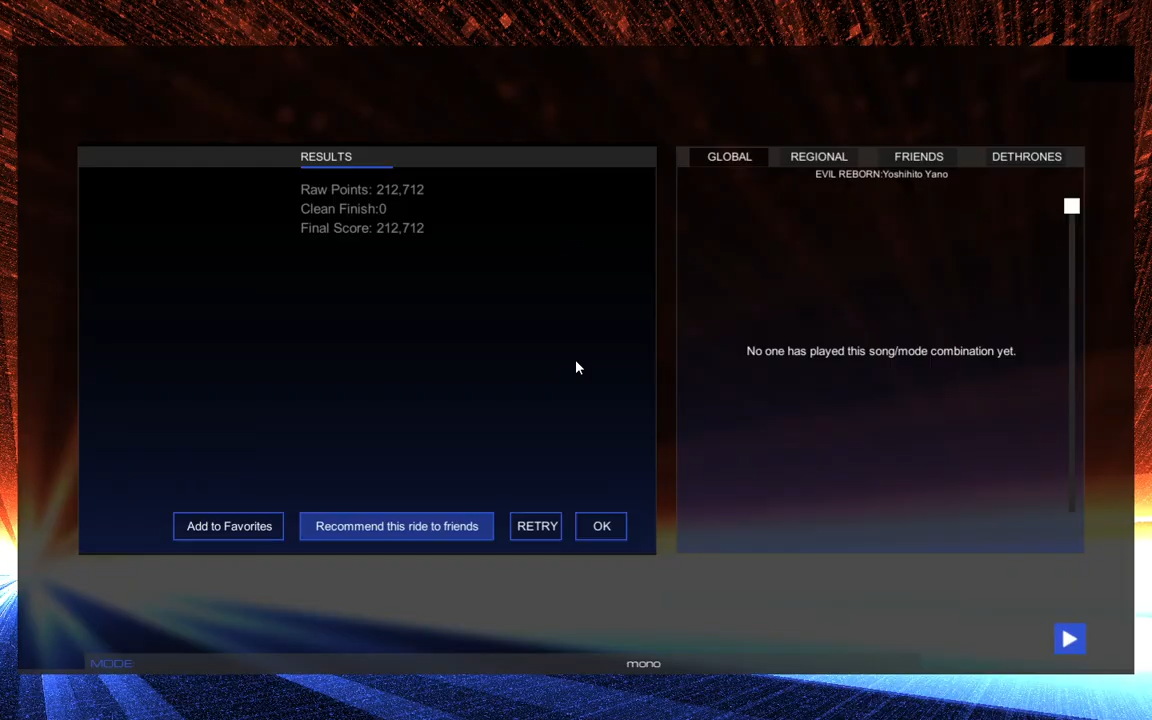 RESULTS
Raw Points: 212,712
Clean Finish:0
Final Score: 212,712
Add to Favorites
Recommend this ride to friends
RETRY
OK
GLOBAL REGIONAL FRIENDS DETHRONES
EVIL REBORN:Yoshihito Yano
No one has played this song/mode combination yet.
MODE: mono